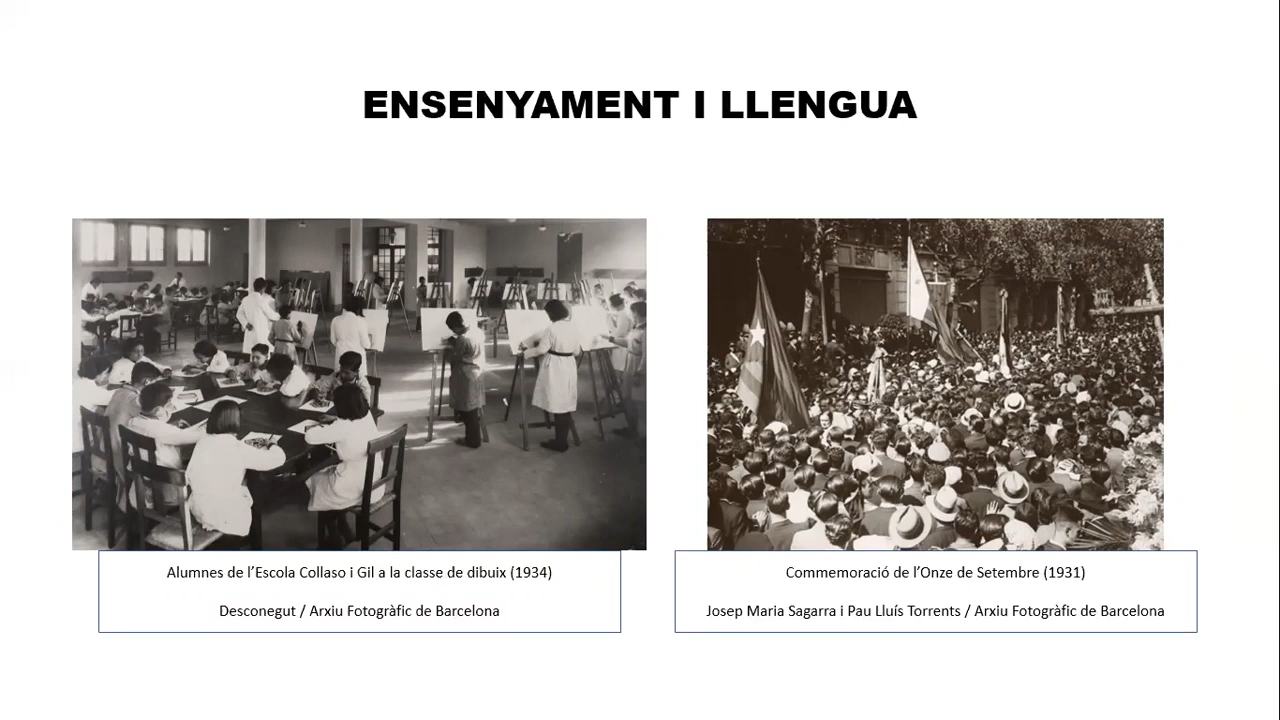 ENSENYAMENT I LLENGUA
Alumnes de l’Escola Collaso i Gil a la classe de dibuix (1934)
Desconegut / Arxiu Fotogràfic de Barcelona
Commemoració de l’Onze de Setembre (1931)
Josep Maria Sagarra i Pau Lluís Torrents / Arxiu Fotogràfic de Barcelona